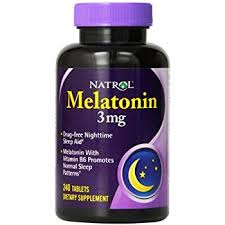 NATROL®
Melatonin
3mg
• Drug-free Nighttime
Sleep Aid*
• Melatonin With
Vitamin B6 Promotes
Normal Sleep
Patterns*
240 TABLETS
DIETARY SUPPLEMENT